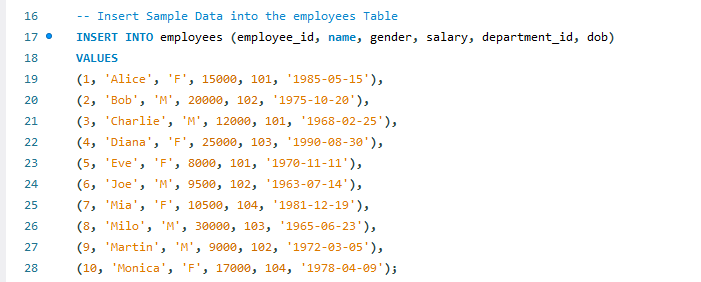 16 -- Insert Sample Data into the employees Table
17 INSERT INTO employees (employee_id, name, gender, salary, department_id, dob)
18 VALUES
19 (1, 'Alice', 'F', 15000, 101, '1985-05-15'),
20 (2, 'Bob', 'M', 20000, 102, '1975-10-20'),
21 (3, 'Charlie', 'M', 12000, 101, '1968-02-25'),
22 (4, 'Diana', 'F', 25000, 103, '1990-08-30'),
23 (5, 'Eve', 'F', 8000, 101, '1970-11-11'),
24 (6, 'Joe', 'M', 9500, 102, '1963-07-14'),
25 (7, 'Mia', 'F', 10500, 104, '1981-12-19'),
26 (8, 'Milo', 'M', 30000, 103, '1965-06-23'),
27 (9, 'Martin', 'M', 9000, 102, '1972-03-05'),
28 (10, 'Monica', 'F', 17000, 104, '1978-04-09');